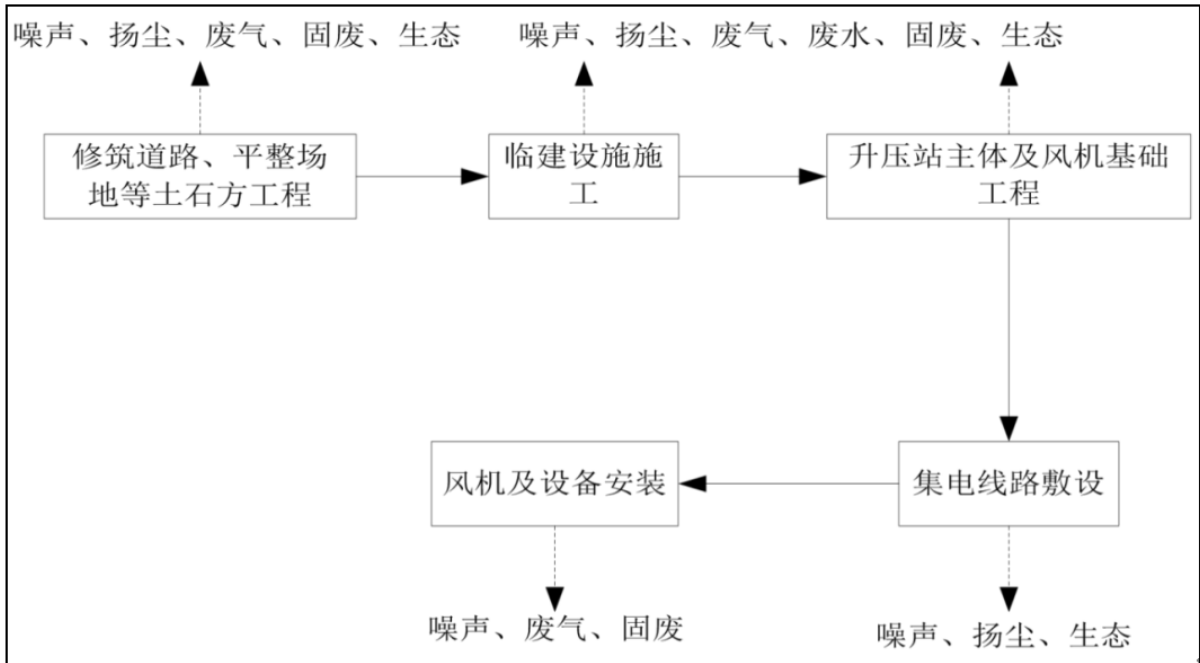 噪声、扬尘、废气、固废、生态
噪声、扬尘、废气、废水、固废、生态
修筑道路、平整场
地等土石方工程
临建设施施
工
升压站主体及风机基础
工程
风机及设备安装
集电线路敷设
噪声、废气、固废
噪声、扬尘、生态